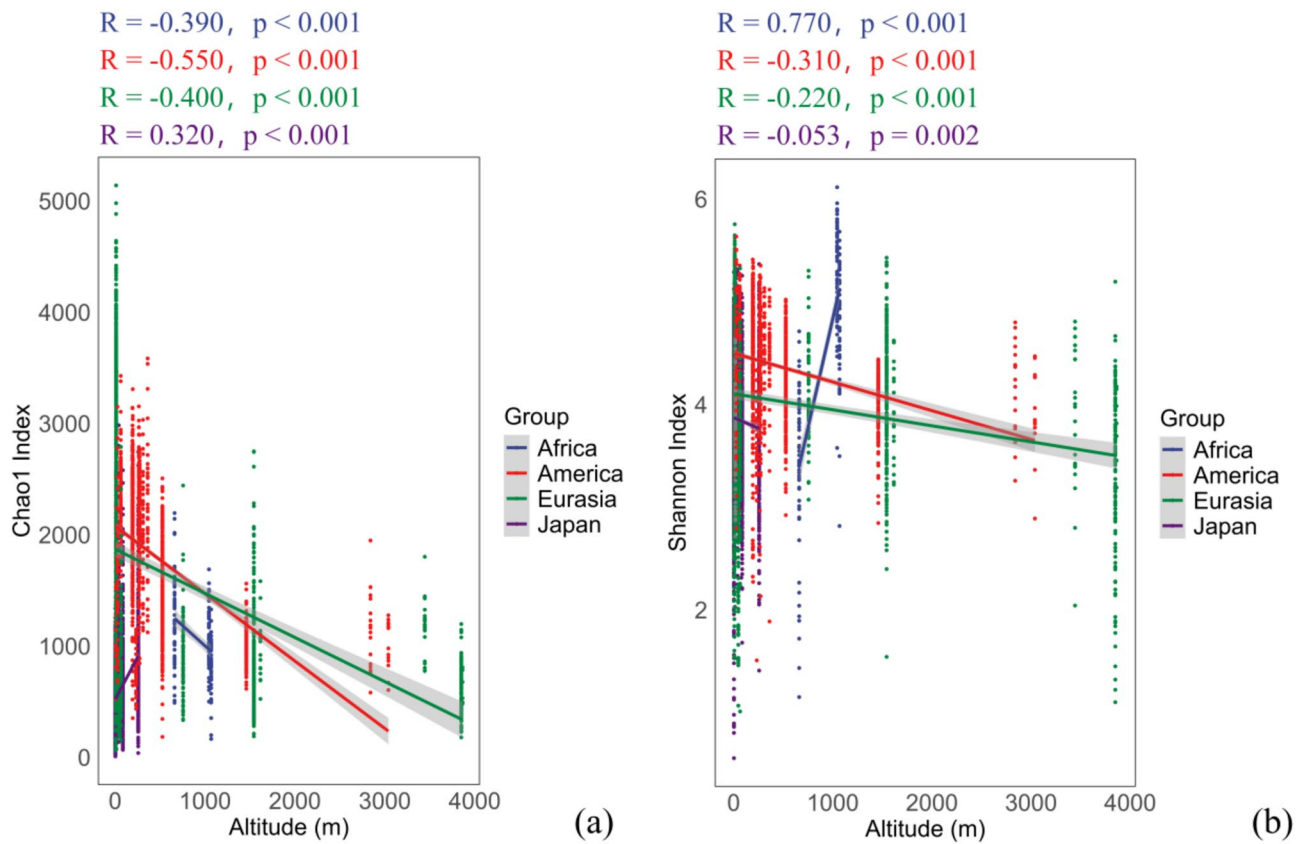 R = -0.390, p < 0.001
R = -0.550, p < 0.001
R = -0.400, p < 0.001
R = 0.320, p < 0.001
5000
4000
3000
2000
1000
0
Chao1 Index
0 1000 2000 3000 4000
Altitude (m)
Group
Africa
America
Eurasia
Japan
(a)
R = 0.770, p < 0.001
R = -0.310, p < 0.001
R = -0.220, p < 0.001
R = -0.053, p = 0.002
6
4
2
Shannon Index
0 1000 2000 3000 4000
Altitude (m)
Group
Africa
America
Eurasia
Japan
(b)